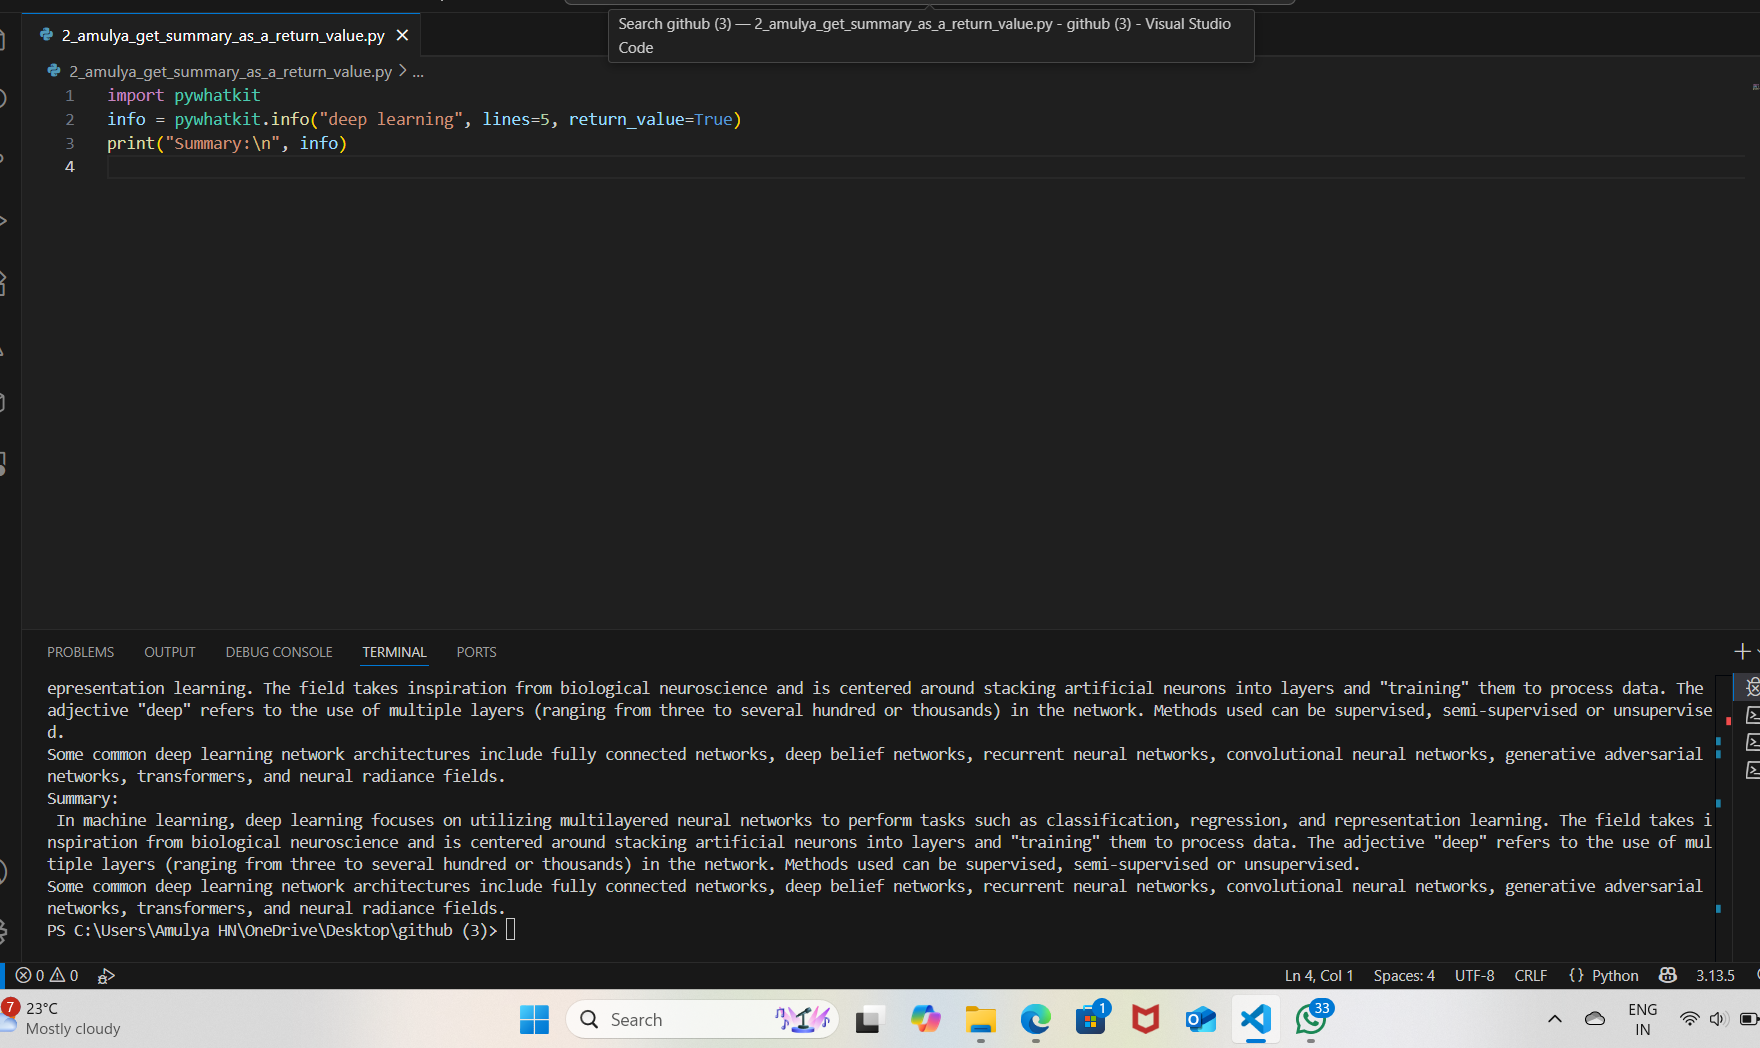 Search github (3) — 2_amulya_get_summary_as_a_return_value.py - github (3) - Visual Studio
Code
2_amulya_get_summary_as_a_return_value.py
2_amulya_get_summary_as_a_return_value.py > ...
1 import pywhatkit
2 info = pywhatkit.info("deep learning", lines=5, return_value=True)
3 print("Summary:\n", info)
4
PROBLEMS OUTPUT DEBUG CONSOLE TERMINAL PORTS
epresentation learning. The field takes inspiration from biological neuroscience and is centered around stacking artificial neurons into layers and "training" them to process data. The
adjective "deep" refers to the use of multiple layers (ranging from three to several hundred or thousands) in the network. Methods used can be supervised, semi-supervised or unsupervise
d.
Some common deep learning network architectures include fully connected networks, deep belief networks, recurrent neural networks, convolutional neural networks, generative adversarial
networks, transformers, and neural radiance fields.
Summary:
In machine learning, deep learning focuses on utilizing multilayered neural networks to perform tasks such as classification, regression, and representation learning. The field takes i
nspiration from biological neuroscience and is centered around stacking artificial neurons into layers and "training" them to process data. The adjective "deep" refers to the use of mul
tiple layers (ranging from three to several hundred or thousands) in the network. Methods used can be supervised, semi-supervised or unsupervised.
Some common deep learning network architectures include fully connected networks, deep belief networks, recurrent neural networks, convolutional neural networks, generative adversarial
networks, transformers, and neural radiance fields.
PS C:\Users\Amulya HN\OneDrive\Desktop\github (3)>
0 0 Ln 4, Col 1 Spaces: 4 UTF-8 CRLF {} Python 3.13.5
7 23°C
Mostly cloudy
Search
1
33
ENG
IN